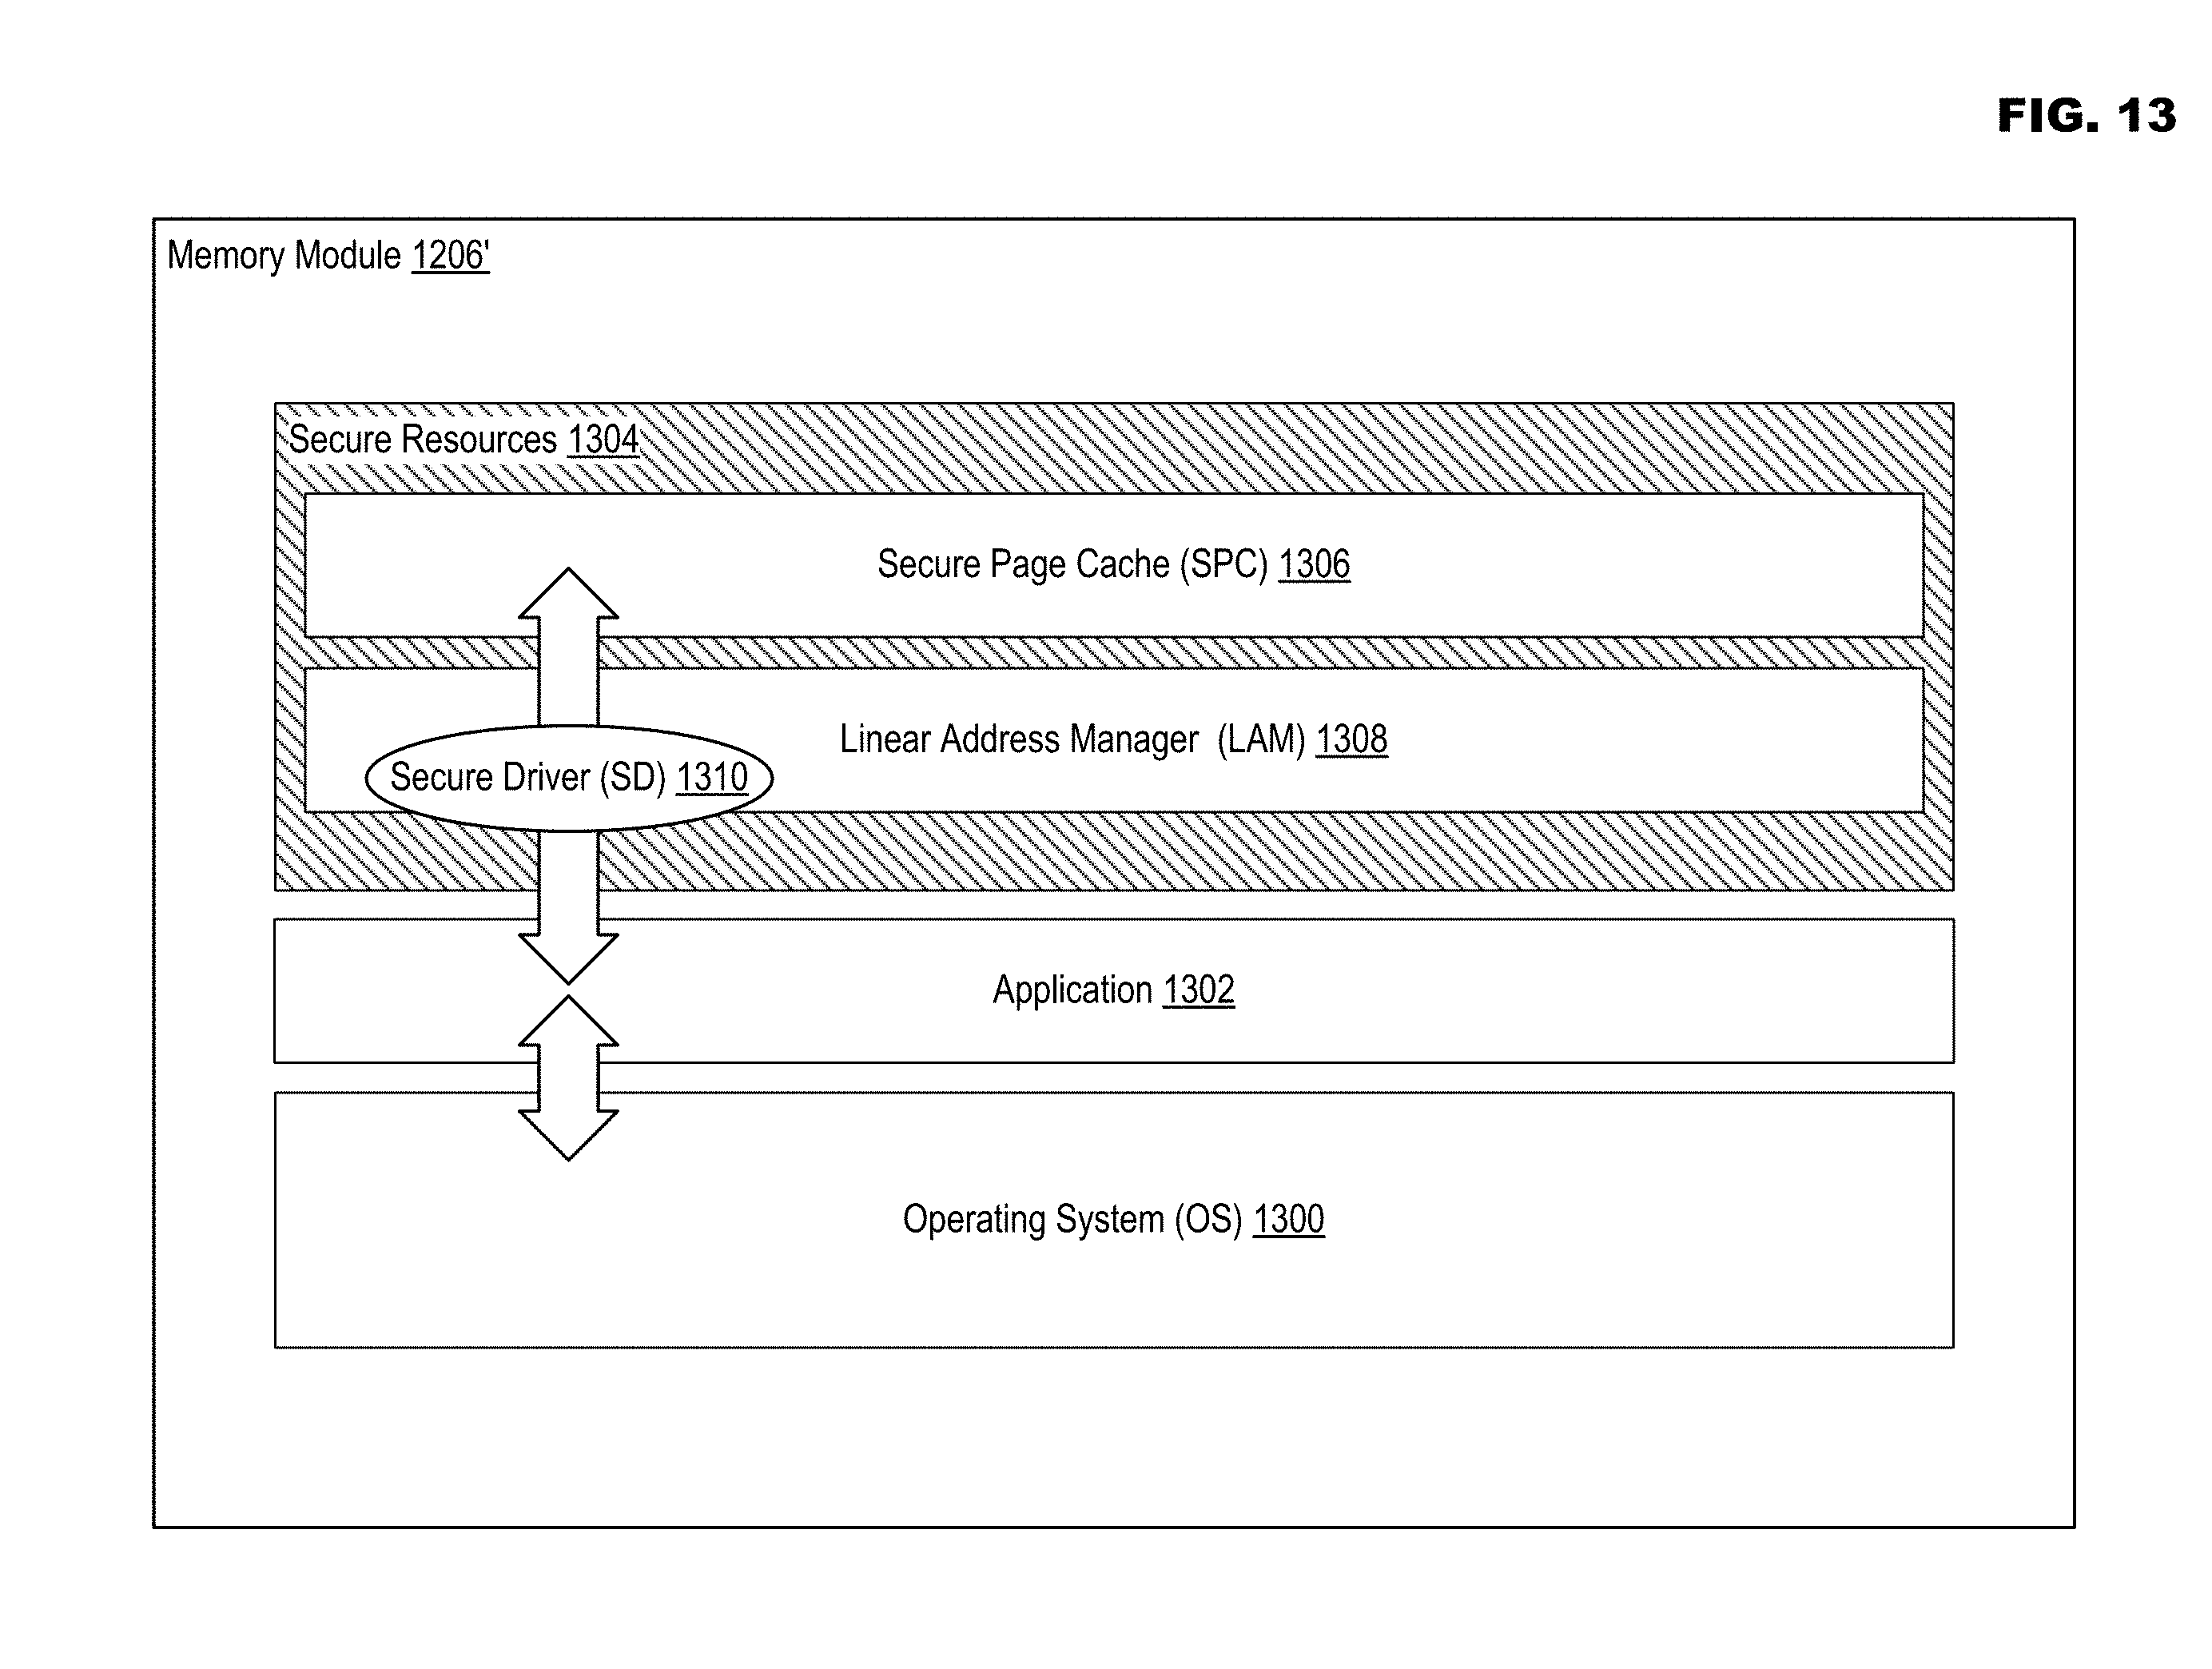 FIG. 13
Memory Module 1206'
Secure Resources 1304
Secure Page Cache (SPC) 1306
Linear Address Manager (LAM) 1308
Secure Driver (SD) 1310
Application 1302
Operating System (OS) 1300